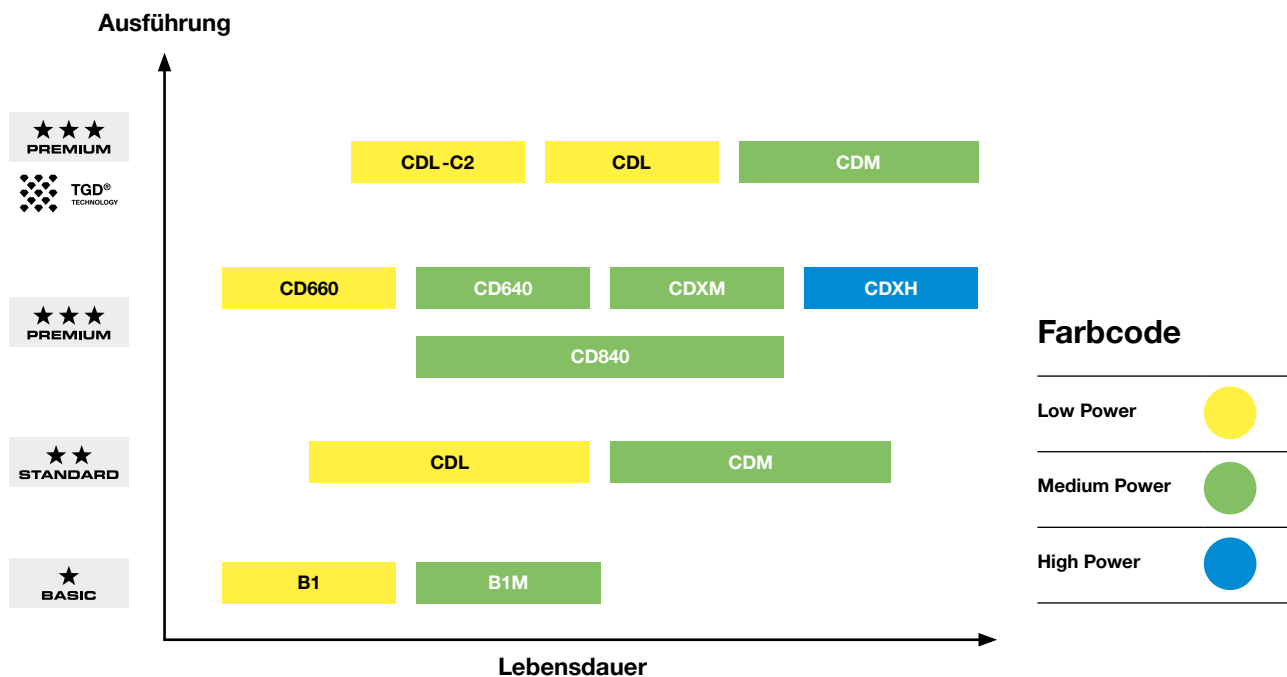 Ausführung
PREMIUM
TGD®
TECHNOLOGY
CDL-C2
CDL
CDM
PREMIUM
CD660
CD640
CDXM
CDXH
CD840
STANDARD
CDL
CDM
BASIC
B1
B1M
Lebensdauer
Farbcode
Low Power
Medium Power
High Power